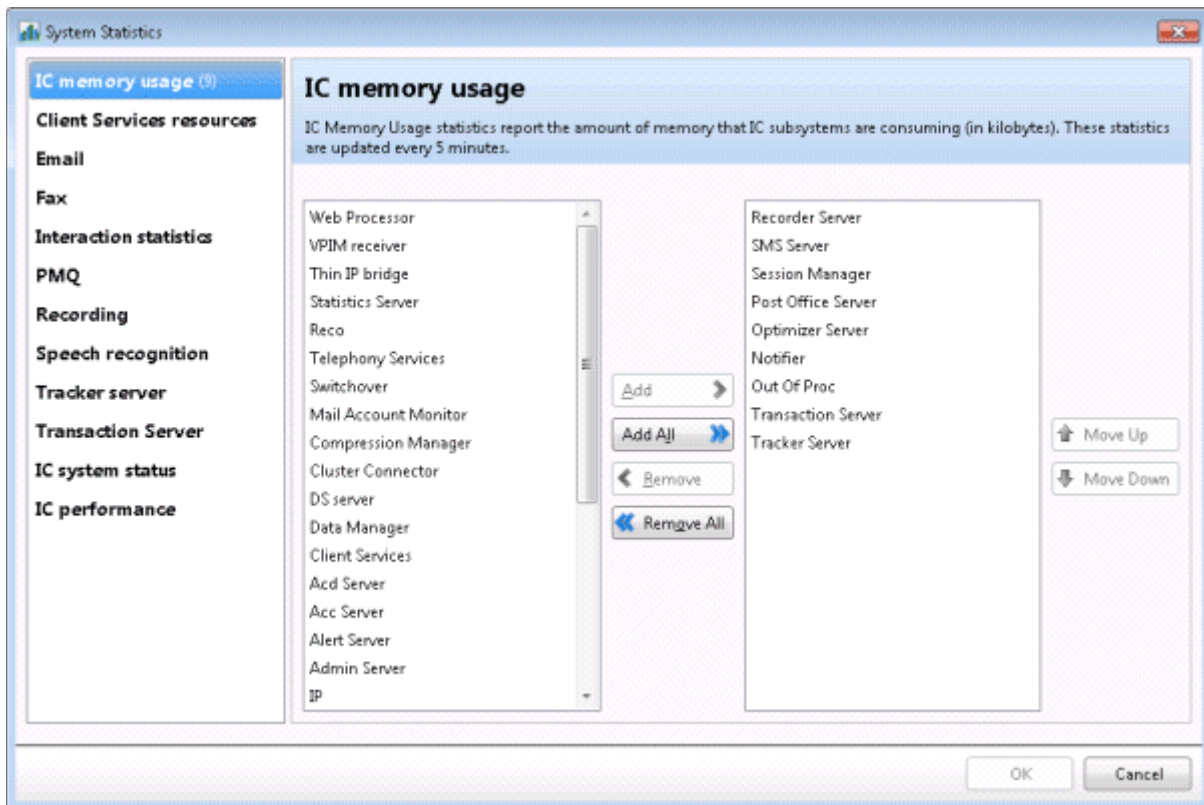 System Statistics
IC memory usage (9)
Client Services resources
Email
Fax
Interaction statistics
PMQ
Recording
Speech recognition
Tracker server
Transaction Server
IC system status
IC performance
IC memory usage
IC Memory Usage statistics report the amount of memory that IC subsystems are consuming (in kilobytes). These statistics
are updated every 5 minutes.
Web Processor
VPIM receiver
Thin IP bridge
Statistics Server
Reco
Telephony Services
Switchover
Mail Account Monitor
Compression Manager
Cluster Connector
DS server
Data Manager
Client Services
Acd Server
Acc Server
Alert Server
Admin Server
IP
Add
Add All
Remove
Remove All
Recorder Server
SMS Server
Session Manager
Post Office Server
Optimizer Server
Notifier
Out Of Proc
Transaction Server
Tracker Server
Move Up
Move Down
OK
Cancel